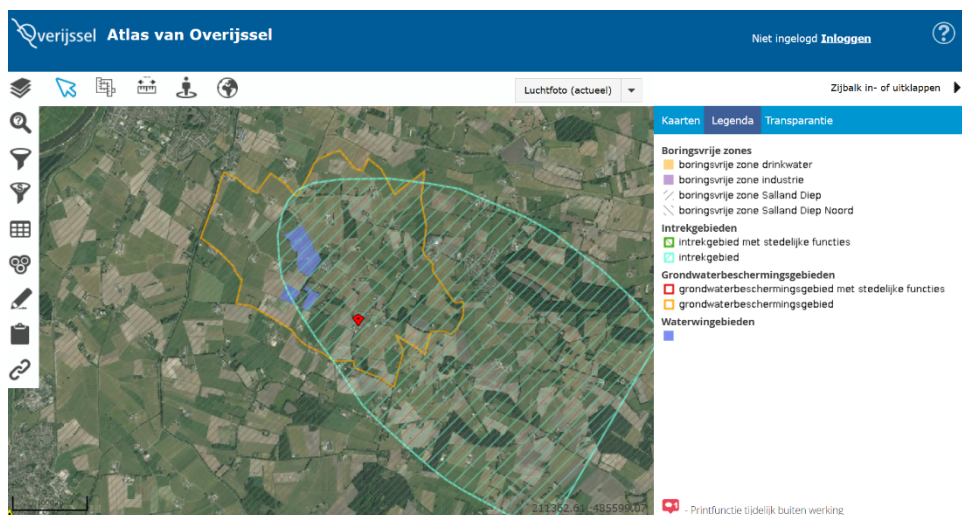 Overijssel Atlas van Overijssel
Niet ingelogd Inloggen
Luchtfoto (actueel)
Zijbalk in- of uitklappen
Kaarten Legenda Transparantie
Boringsvrije zones
boringsvrije zone drinkwater
boringsvrije zone industrie
boringsvrije zone Salland Diep
boringsvrije zone Salland Diep Noord
Intrekgebieden
intrekgebied met stedelijke functies
intrekgebied
Grondwaterbeschermingsgebieden
grondwaterbeschermingsgebied met stedelijke functies
grondwaterbeschermingsgebied
Waterwingebieden
211362.61, 485599.07
- Printfunctie tijdelijk buiten werking